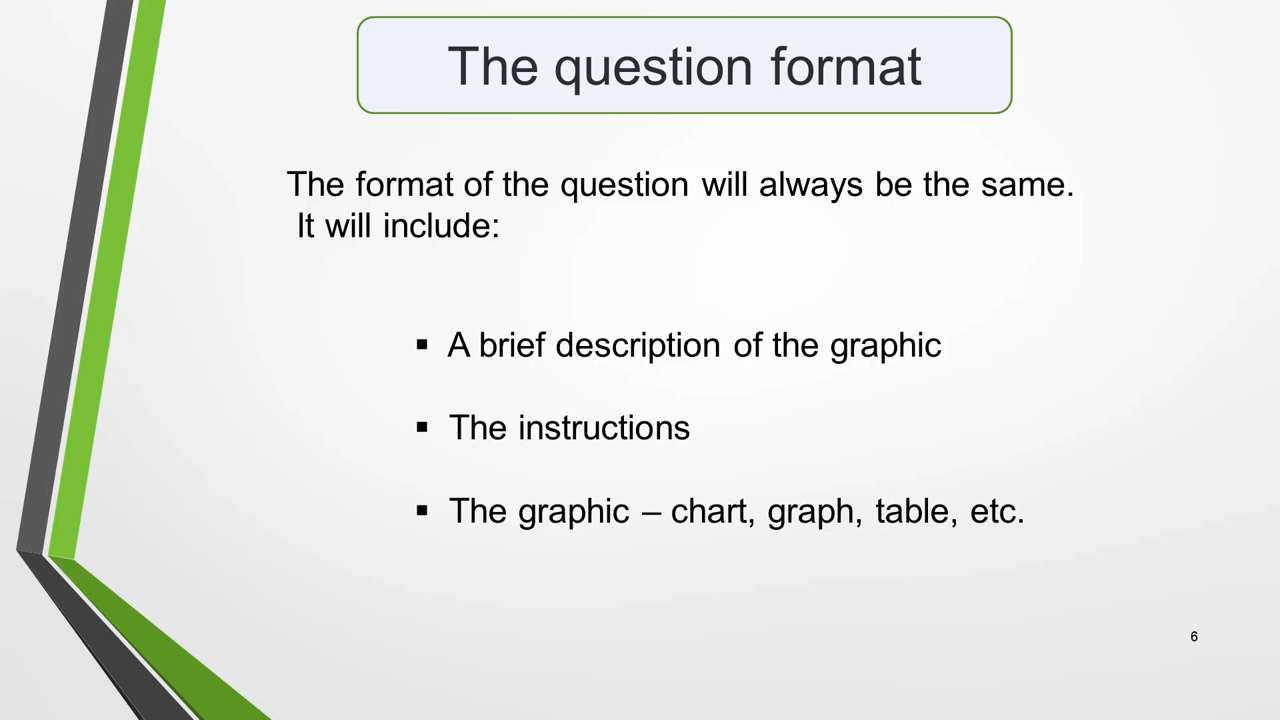 The question format
The format of the question will always be the same.
It will include:
▪ A brief description of the graphic
▪ The instructions
▪ The graphic – chart, graph, table, etc.
6